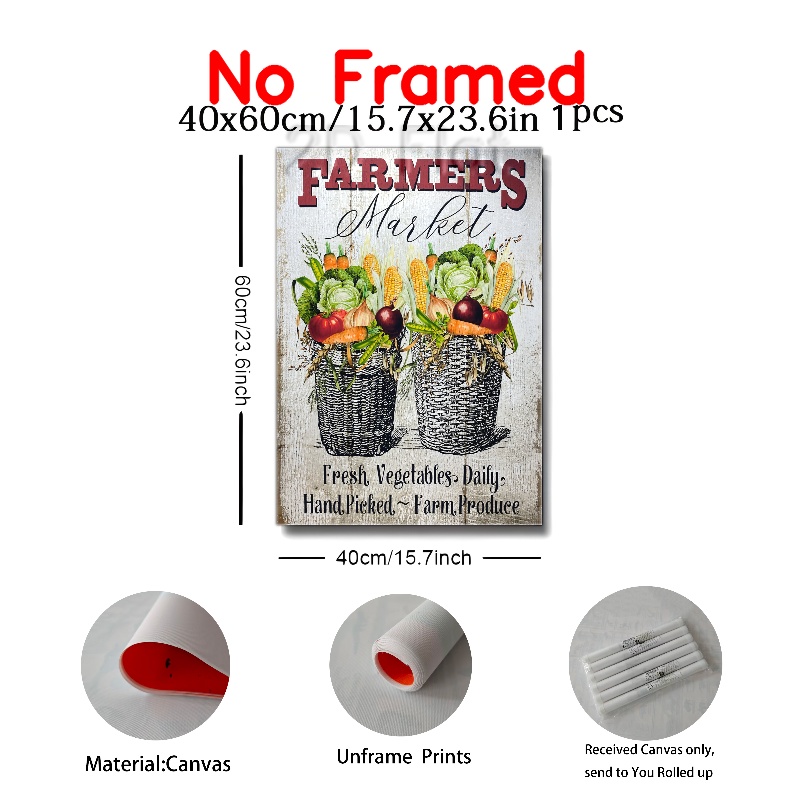 No Framed
40x60cm/15.7x23.6in 1pcs
FARMERS
Market
60cm/23.6inch
Fresh Vegetables Daily,
Hand Picked ~ Farm Produce
40cm/15.7inch
Material:Canvas
Unframe Prints
Received Canvas only,
send to You Rolled up